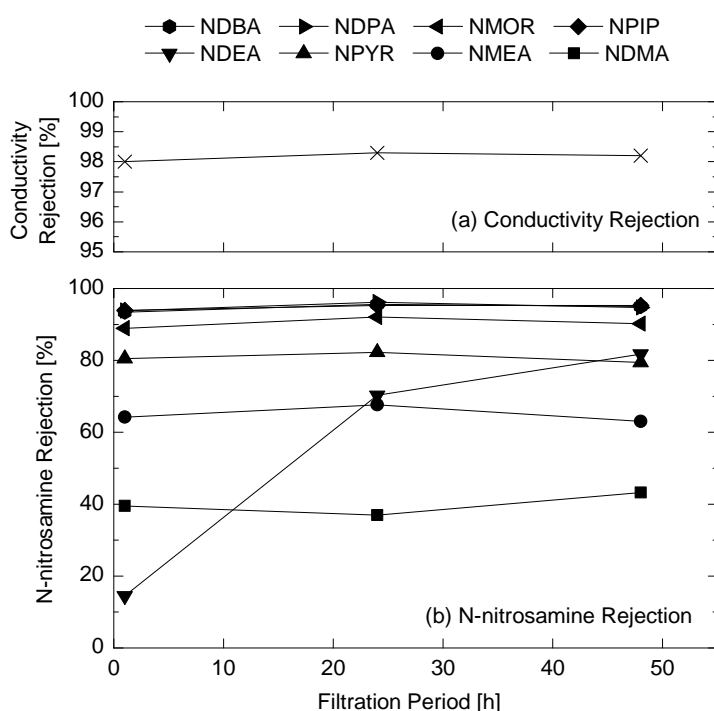 NDBA NDPA NMOR NPIP
NDEA NPYR NMEA NDMA
100
99
98
97
96
95
Conductivity
Rejection [%]
(a) Conductivity Rejection
100
80
60
40
20
0
N-nitrosamine Rejection [%]
(b) N-nitrosamine Rejection
0 10 20 30 40 50
Filtration Period [h]